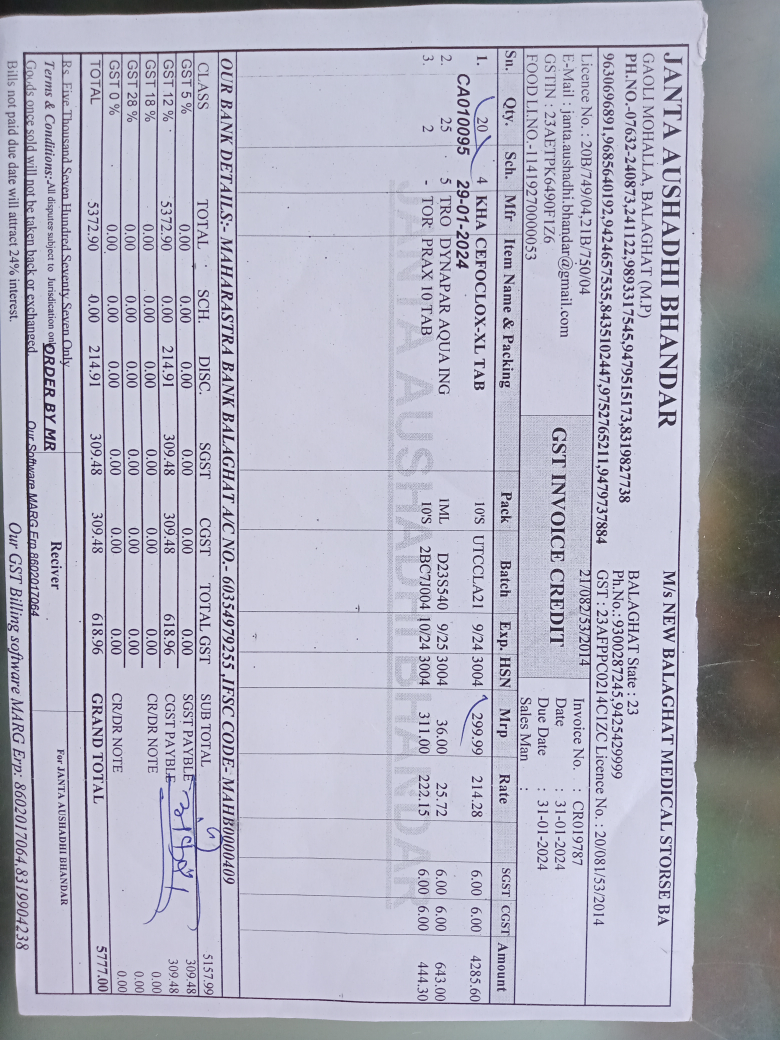 JANTA AUSHADHI BHANDAR
GAOLI MOHALLA, BALAGHAT (M.P)
PH.NO.-07632-240873,241122,9893317545,9479515173,8319827738
9630696891,9685640192,9424657535,8435102447,9752765211,9479737884
Licence No. : 20B/749/04,21B/750/04
E-Mail : janta.aushadhi.bhandar@gmail.com
GSTIN : 23AETPK6490F1Z6
FOOD LI.NO.-11419270000053
M/s NEW BALAGHAT MEDICAL STORSE BA
BALAGHAT State : 23
Ph.No.: 9300287245,9425429999
GST : 23AFPPC0214C1ZC Licence No. : 20/081/53/2014
21/082/53/2014
GST INVOICE CREDIT
Invoice No. : CR019787
Date : 31-01-2024
Due Date : 31-01-2024
Sales Man :
Sn. Qty. Sch. Mfr Item Name & Packing Pack Batch Exp. HSN Mrp Rate SGST CGST Amount
1. 20 4 KHA CEFOCLOX-XL TAB 10'S UTCCLA21 9/24 3004 299.99 214.28 6.00 6.00 4285.60
CA010095 29-01-2024
2. 25 5 TRO DYNAPAR AQUA ING 1ML D23S540 9/25 3004 36.00 25.72 6.00 6.00 643.00
3. 2 - TOR PRAX 10 TAB 10'S 2BC7J004 10/24 3004 311.00 222.15 6.00 6.00 444.30
JANTA AUSHADHI BHANDAR
OUR BANK DETAILS:- MAHARASTRA BANK BALAGHAT A/C NO.- 60354979255 ,IFSC CODE- MAHB0000409
CLASS TOTAL SCH. DISC. SGST CGST TOTAL GST SUB TOTAL 5157.99
GST 5 % 0.00 0.00 0.00 0.00 0.00 0.00 SGST PAYBLE 309.48
GST 12 % 5372.90 0.00 214.91 309.48 309.48 618.96 CGST PAYBLE 309.48
GST 18 % 0.00 0.00 0.00 0.00 0.00 0.00 CR/DR NOTE 0.00
GST 28 % 0.00 0.00 0.00 0.00 0.00 0.00 0.00
GST 0 % 0.00 0.00 0.00 0.00 0.00 0.00 CR/DR NOTE 0.00
TOTAL 5372.90 0.00 214.91 309.48 309.48 618.96 GRAND TOTAL 5777.00
Rs. Five Thousand Seven Hundred Seventy Seven Only
Terms & Conditions:-All disputes subject to Jurisdication only
ORDER BY MR
Reciver
For JANTA AUSHADHI BHANDAR
Goods once sold will not be taken back or exchanged.
Our Software MARG Erp 8602017064
Bills not paid due date will attract 24% interest.
Our GST Billing software MARG Erp: 8602017064,8319904238